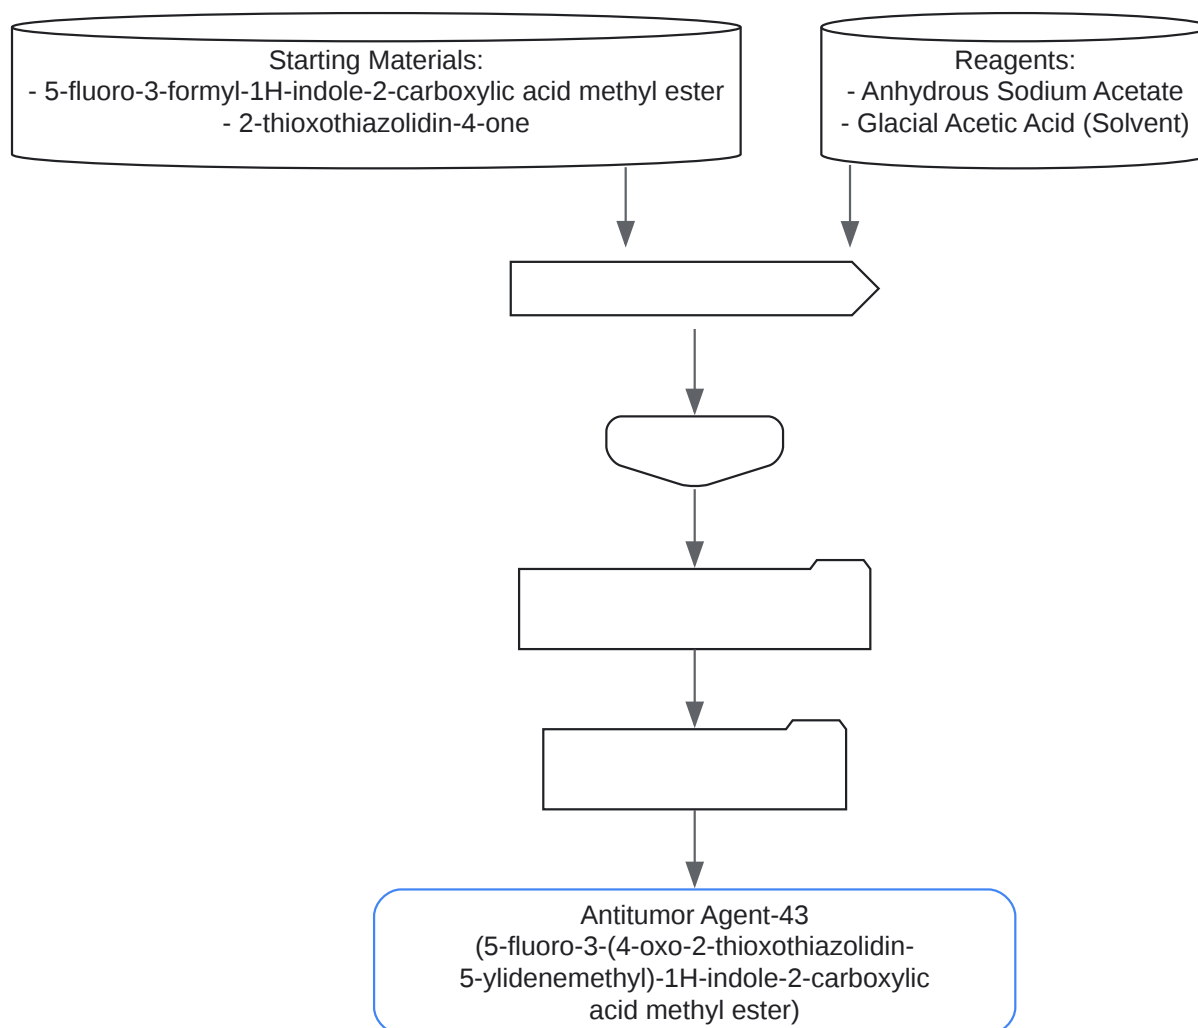 Starting Materials:
- 5-fluoro-3-formyl-1H-indole-2-carboxylic acid methyl ester
- 2-thioxothiazolidin-4-one
Reagents:
- Anhydrous Sodium Acetate
- Glacial Acetic Acid (Solvent)
Antitumor Agent-43
(5-fluoro-3-(4-oxo-2-thioxothiazolidin-
5-ylidenemethyl)-1H-indole-2-carboxylic
acid methyl ester)